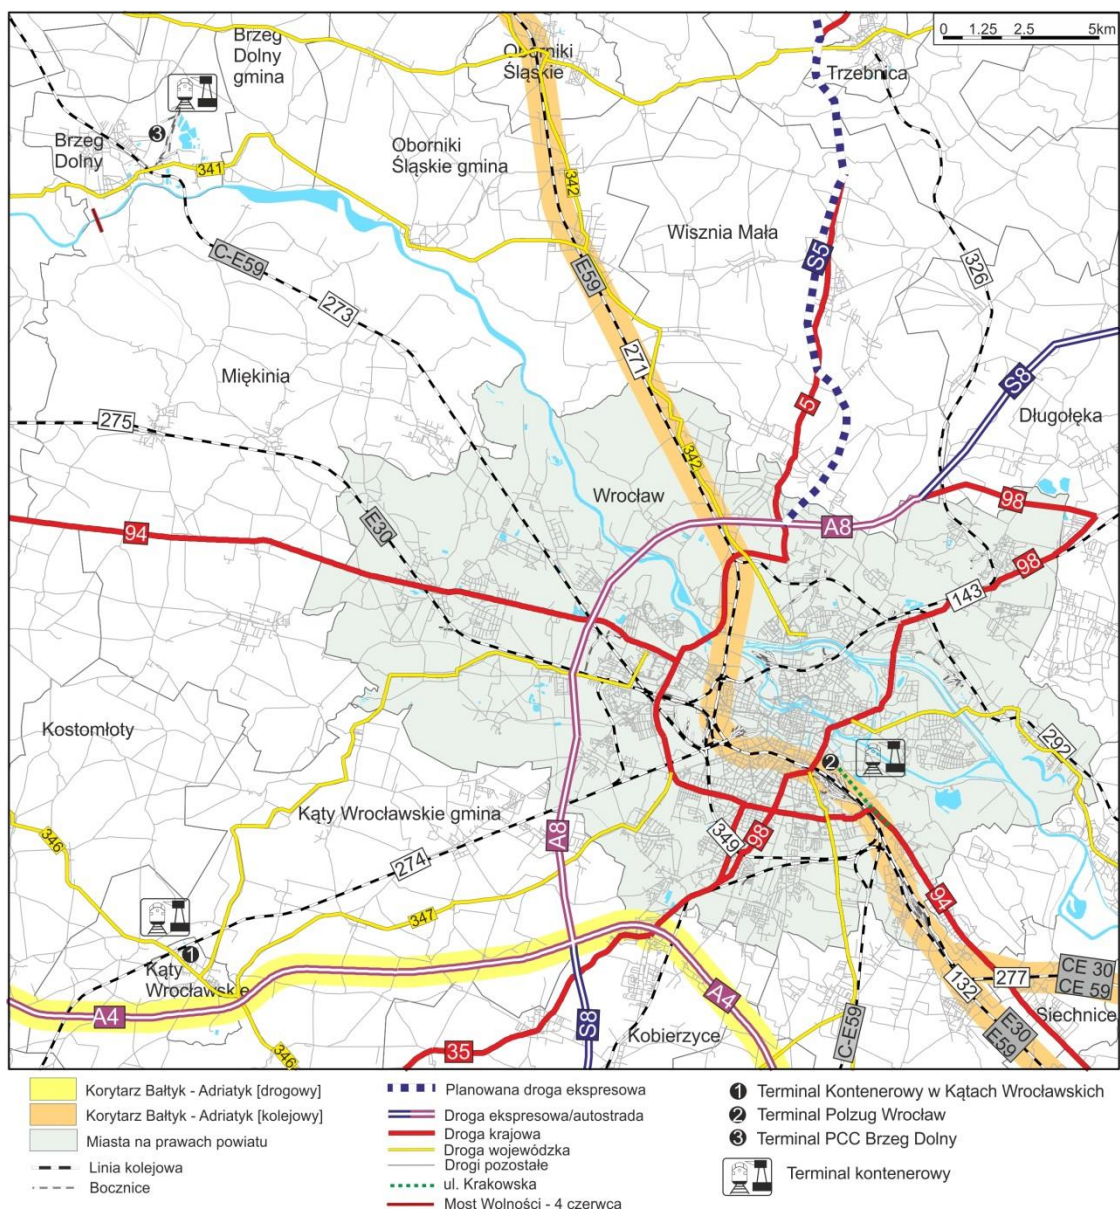 0 1.25 2,5 5km
Brzeg
Dolny
gmina
Oborniki
Śląskie
Trzebnica
3
Brzeg
Dolny
Oborniki
Śląskie gmina
341
342
Wisznia Mała
S5
C-E59
E59
326
273
271
Miękinia
S8
Długołęka
5
275
342
Wrocław
98
E30
94
A8
98
143
Kostomłoty
292
2
Kąty Wrocławskie gmina
346
A8
98
349
274
347
94
1
Kąty
Wrocławskie
CE 30
CE 59
277
132
A4
A4
S8
Siechnice
E30
E59
C-E59
Kobierzyce
35
346
Korytarz Bałtyk - Adriatyk [drogowy]
Korytarz Bałtyk - Adriatyk [kolejowy]
Miasta na prawach powiatu
Linia kolejowa
Bocznice
Planowana droga ekspresowa
Droga ekspresowa/autostrada
Droga krajowa
Droga wojewódzka
Drogi pozostałe
ul. Krakowska
Most Wolności - 4 czerwca
1 Terminal Kontenerowy w Kątach Wrocławskich
2 Terminal Polzug Wrocław
3 Terminal PCC Brzeg Dolny
Terminal kontenerowy